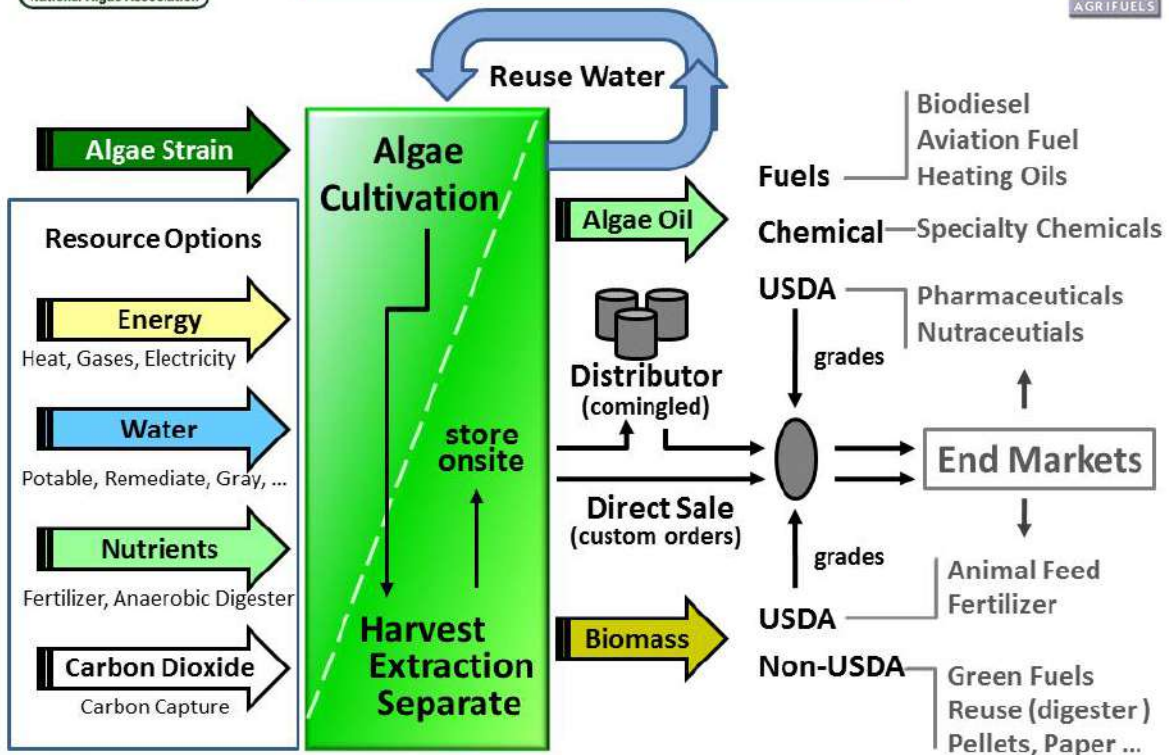 National Algae Association
AGRIFUELS
Reuse Water
Algae Strain
Resource Options
Energy
Heat, Gases, Electricity
Water
Potable, Remediate, Gray, ...
Nutrients
Fertilizer, Anaerobic Digester
Carbon Dioxide
Carbon Capture
Algae
Cultivation
store
onsite
Harvest
Extraction
Separate
Algae Oil
Distributor
(comingled)
Direct Sale
(custom orders)
Biomass
Fuels
Biodiesel
Aviation Fuel
Heating Oils
Chemical
Specialty Chemicals
USDA
Pharmaceuticals
Nutraceutials
grades
End Markets
grades
USDA
Animal Feed
Fertilizer
Non-USDA
Green Fuels
Reuse (digester )
Pellets, Paper ...